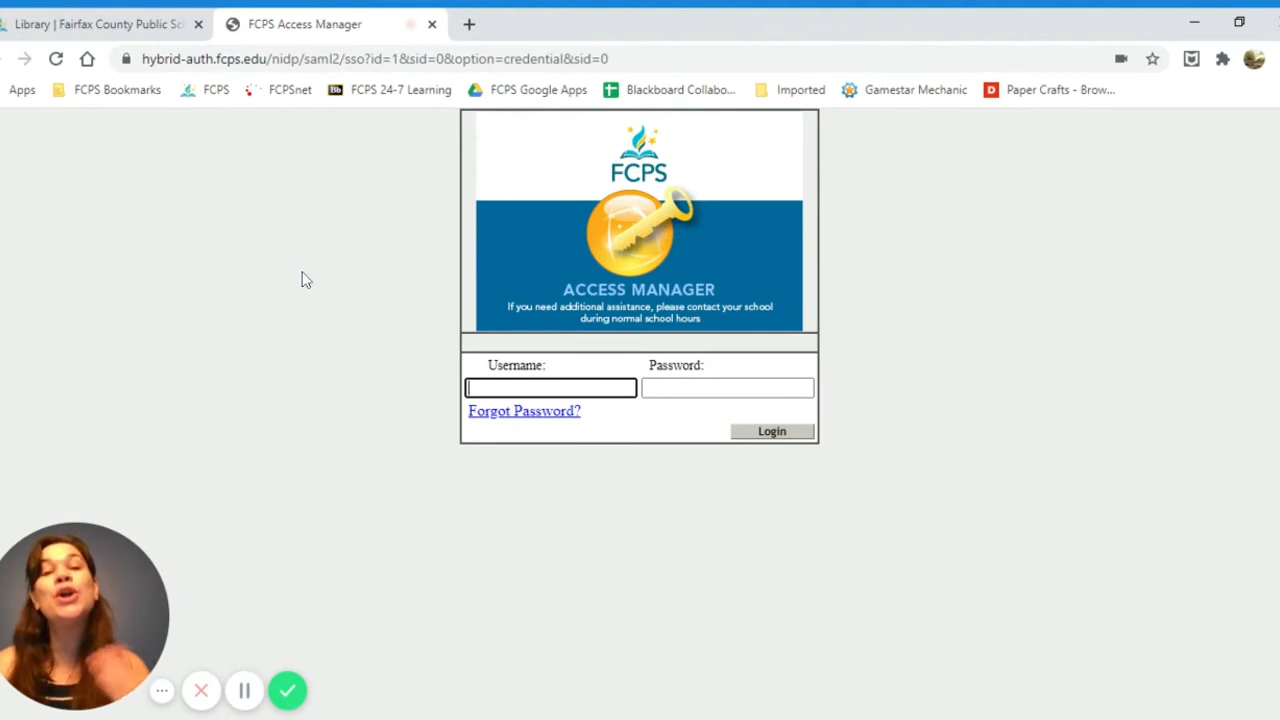 Library | Fairfax County Public Sch
FCPS Access Manager
hybrid-auth.fcps.edu/nidp/saml2/sso?id=1&sid=0&option=credential&sid=0
Apps FCPS Bookmarks FCPS FCPSnet Bb FCPS 24-7 Learning FCPS Google Apps Blackboard Collabo... Imported Gamestar Mechanic D Paper Crafts - Brow...
FCPS
ACCESS MANAGER
If you need additional assistance, please contact your school
during normal school hours
Username: Password:
Forgot Password?
Login